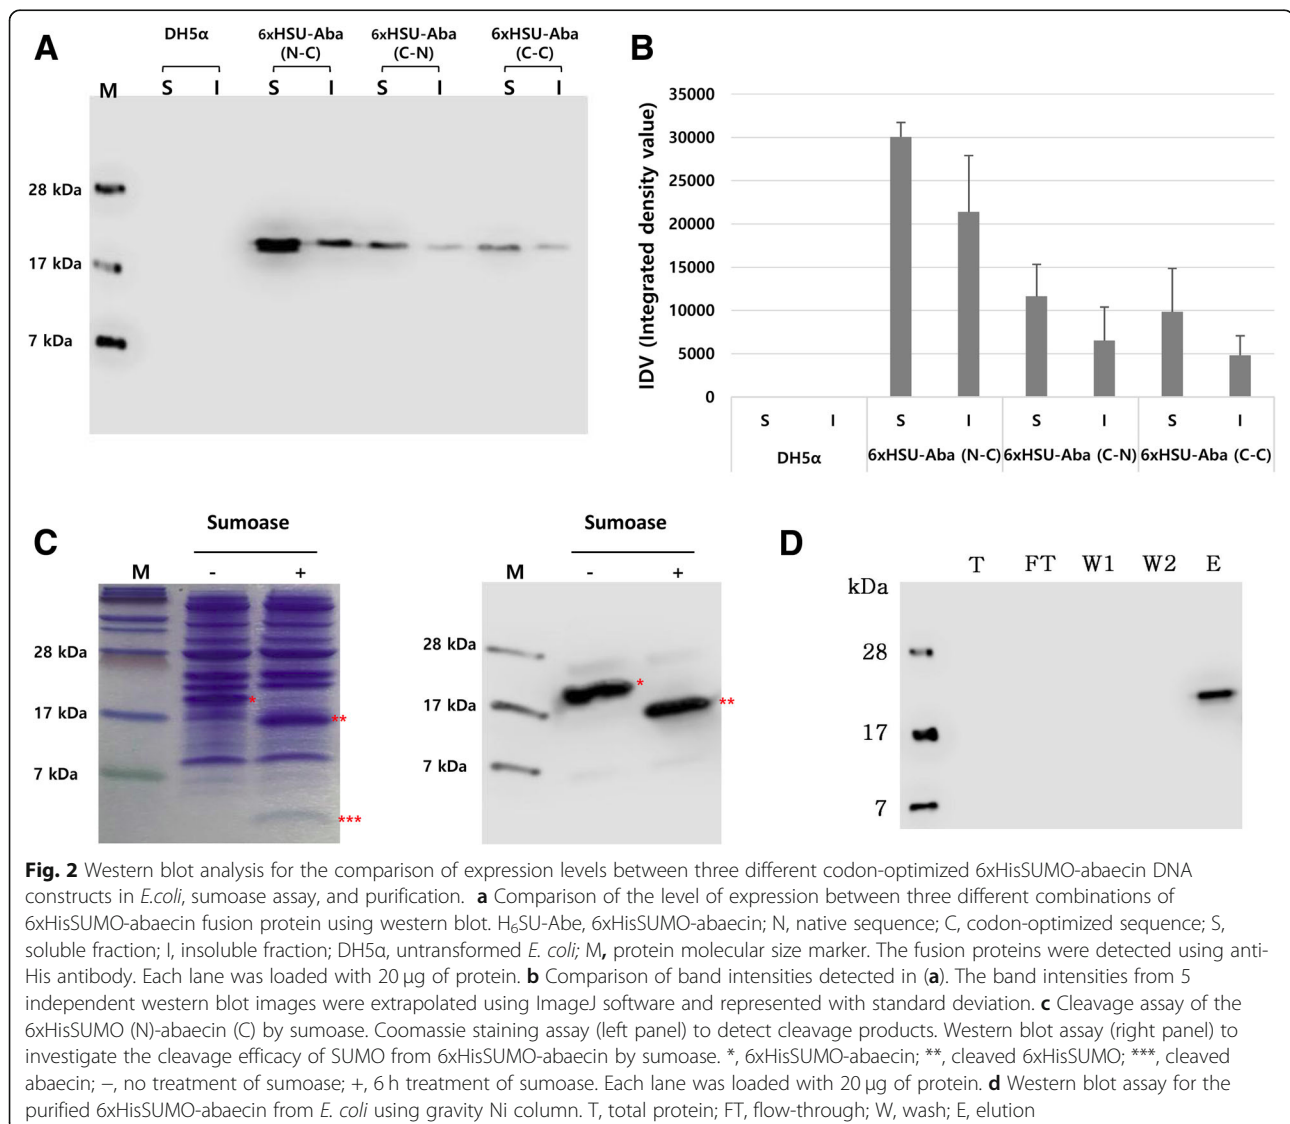 A
DH5α
6xHSU-Aba
(N-C)
6xHSU-Aba
(C-N)
6xHSU-Aba
(C-C)
M
S I S I S I S I
28 kDa
17 kDa
7 kDa
B
IDV (Integrated density value)
35000
30000
25000
20000
15000
10000
5000
0
S I S I S I S I
DH5α 6xHSU-Aba (N-C) 6xHSU-Aba (C-N) 6xHSU-Aba (C-C)
C
Sumoase
M - +
28 kDa
*
17 kDa
**
7 kDa
***
Sumoase
M - +
28 kDa
*
17 kDa
**
7 kDa
D
T FT W1 W2 E
kDa
28
17
7
Fig. 2 Western blot analysis for the comparison of expression levels between three different codon-optimized 6xHisSUMO-abaecin DNA
constructs in E.coli, sumoase assay, and purification. a Comparison of the level of expression between three different combinations of
6xHisSUMO-abaecin fusion protein using western blot. H₆SU-Abe, 6xHisSUMO-abaecin; N, native sequence; C, codon-optimized sequence; S,
soluble fraction; I, insoluble fraction; DH5α, untransformed E. coli; M, protein molecular size marker. The fusion proteins were detected using anti-
His antibody. Each lane was loaded with 20 μg of protein. b Comparison of band intensities detected in (a). The band intensities from 5
independent western blot images were extrapolated using ImageJ software and represented with standard deviation. c Cleavage assay of the
6xHisSUMO (N)-abaecin (C) by sumoase. Coomassie staining assay (left panel) to detect cleavage products. Western blot assay (right panel) to
investigate the cleavage efficacy of SUMO from 6xHisSUMO-abaecin by sumoase. *, 6xHisSUMO-abaecin; **, cleaved 6xHisSUMO; ***, cleaved
abaecin; −, no treatment of sumoase; +, 6 h treatment of sumoase. Each lane was loaded with 20 μg of protein. d Western blot assay for the
purified 6xHisSUMO-abaecin from E. coli using gravity Ni column. T, total protein; FT, flow-through; W, wash; E, elution